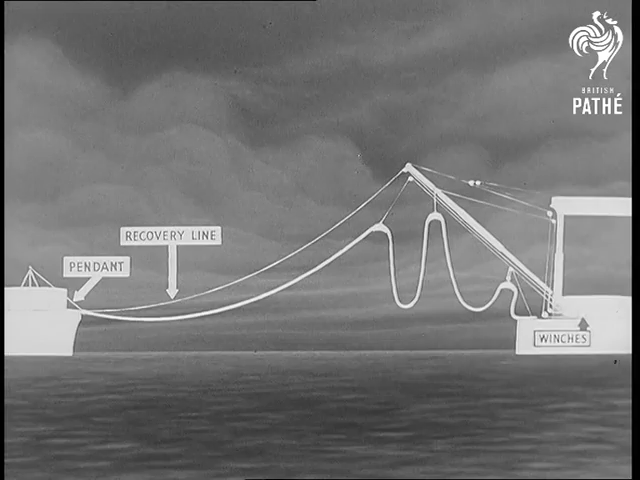 BRITISH
PATHÉ
RECOVERY LINE
PENDANT
WINCHES